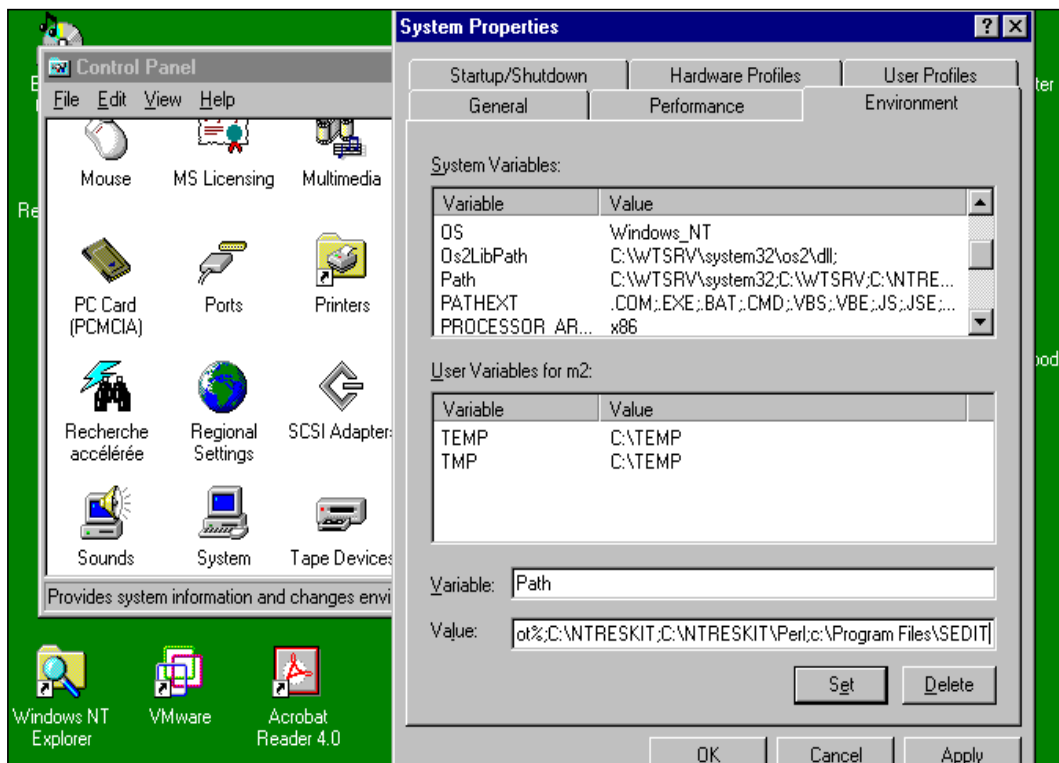 Control Panel
File Edit View Help
Mouse MS Licensing Multimedia
PC Card
(PCMCIA) Ports Printers
Recherche
accélérée Regional
Settings SCSI Adapter
Sounds System Tape Devices
Provides system information and changes envi
Windows NT
Explorer VMware Acrobat
Reader 4.0
System Properties
Startup/Shutdown Hardware Profiles User Profiles
General Performance Environment
System Variables:
Variable Value
OS Windows_NT
Os2LibPath C:\WTSRV\system32\os2\dll;
Path C:\WTSRV\system32;C:\WTSRV;C:\NTRE...
PATHEXT .COM;.EXE;.BAT;.CMD;.VBS;.VBE;.JS;.JSE;...
PROCESSOR_AR... x86
User Variables for m2:
Variable Value
TEMP C:\TEMP
TMP C:\TEMP
Variable: Path
Value: ot%;C:\NTRESKIT;C:\NTRESKIT\Perl;c:\Program Files\SEDIT
Set Delete
OK Cancel Apply